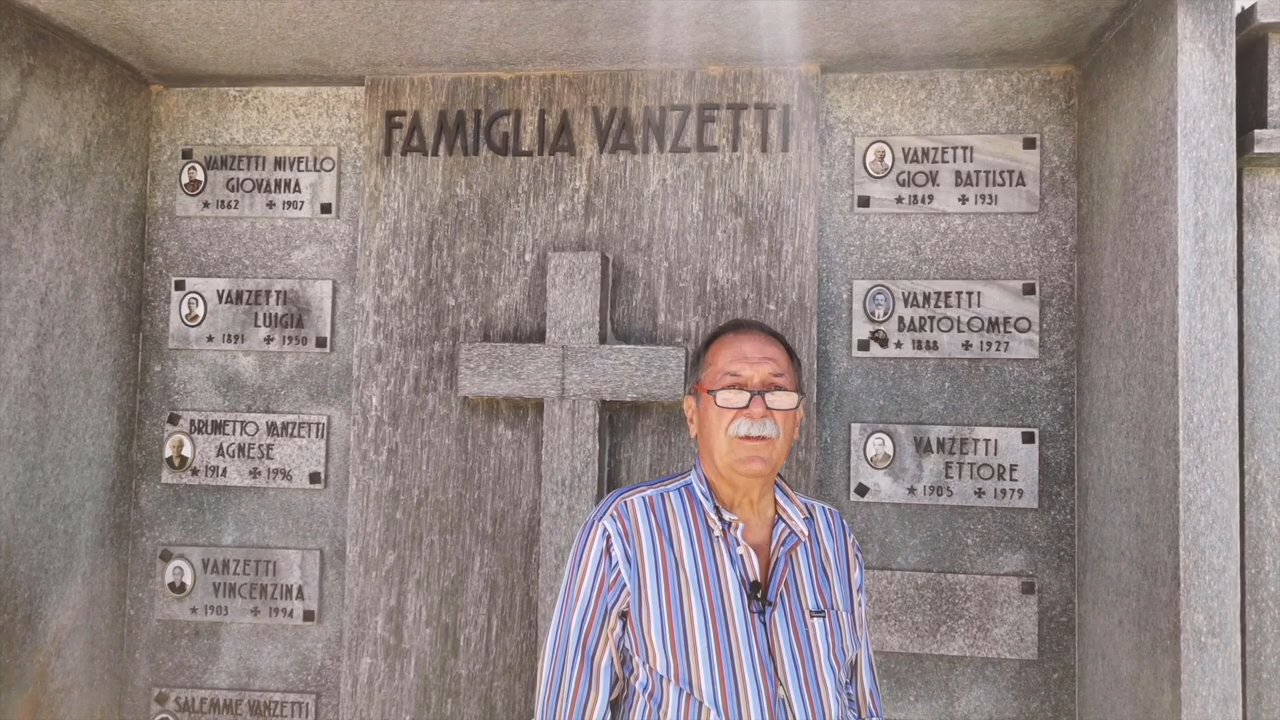 FAMIGLIA VANZETTI
VANZETTI NIVELLO
GIOVANNA
★ 1862 ✠ 1907
VANZETTI
LUIGIA
★ 1891 ✠ 1950
BRUNETTO VANZETTI
AGNESE
★ 1914 ✠ 1996
VANZETTI
VINCENZINA
★ 1903 ✠ 1994
SALEMME VANZETTI
VANZETTI
GIOV. BATTISTA
★ 1849 ✠ 1931
VANZETTI
BARTOLOMEO
★ 1888 ✠ 1927
VANZETTI
ETTORE
★ 1905 ✠ 1979